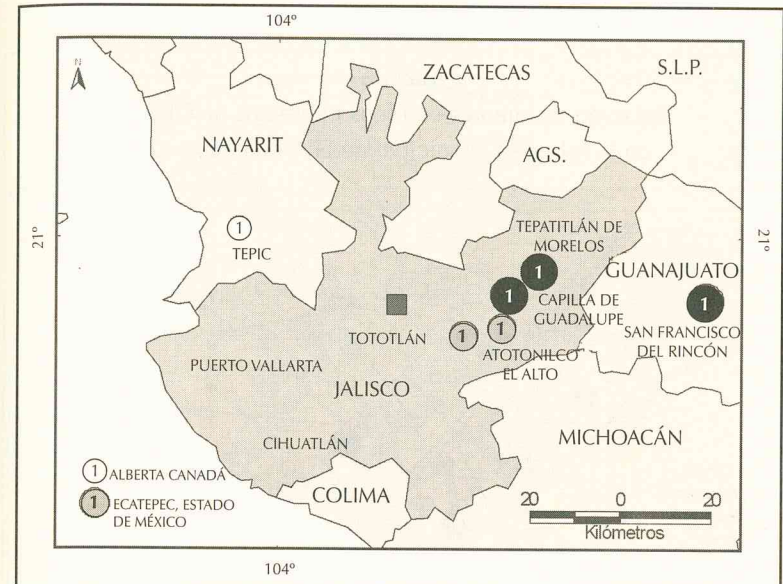 104º
ZACATECAS
S.L.P.
N
NAYARIT
AGS.
21º
1
TEPIC
TEPATITLÁN DE
MORELOS
21º
GUANAJUATO
1
1
CAPILLA DE
GUADALUPE
1
SAN FRANCISCO
DEL RINCÓN
TOTOTLÁN
1
1
ATOTONILCO
EL ALTO
PUERTO VALLARTA
JALISCO
CIHUATLÁN
MICHOACÁN
1 ALBERTA CANADÁ
1 ECATEPEC, ESTADO
DE MÉXICO
COLIMA
20 0 20
Kilómetros
104º